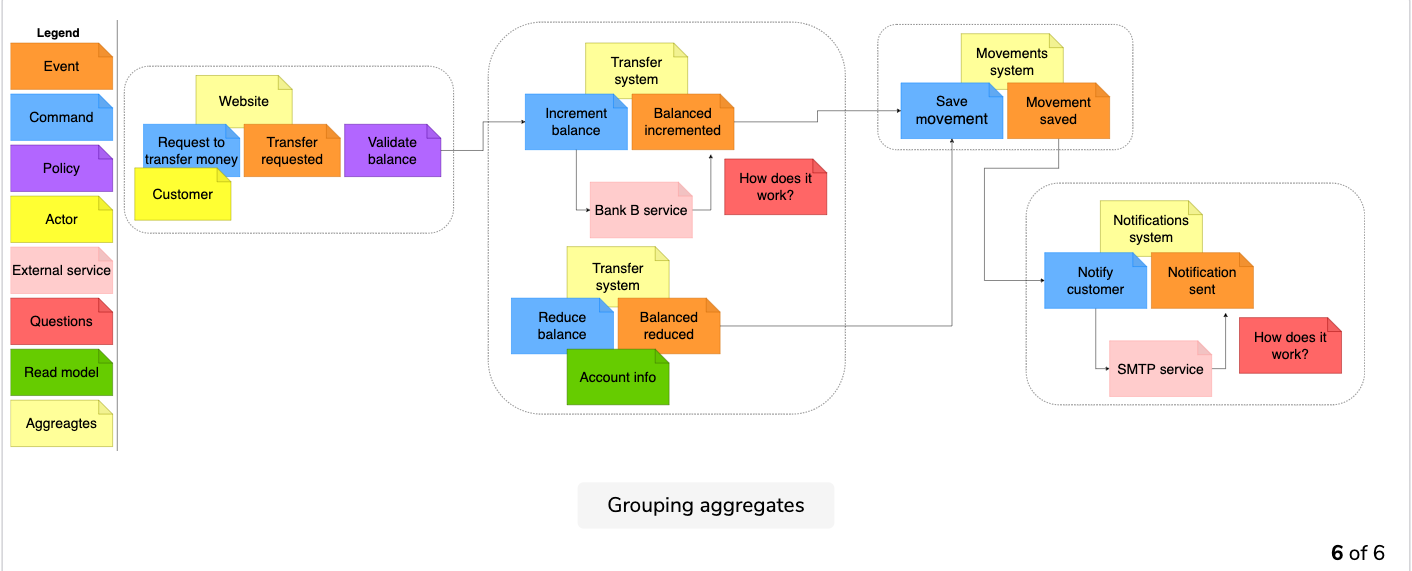 Legend
Event
Command
Policy
Actor
External service
Questions
Read model
Aggreagtes
Website
Request to
transfer money
Transfer
requested
Validate
balance
Customer
Transfer
system
Increment
balance
Balanced
incremented
Bank B service
How does it
work?
Transfer
system
Reduce
balance
Balanced
reduced
Account info
Movements
system
Save
movement
Movement
saved
Notifications
system
Notify
customer
Notification
sent
SMTP service
How does it
work?
Grouping aggregates
6 of 6